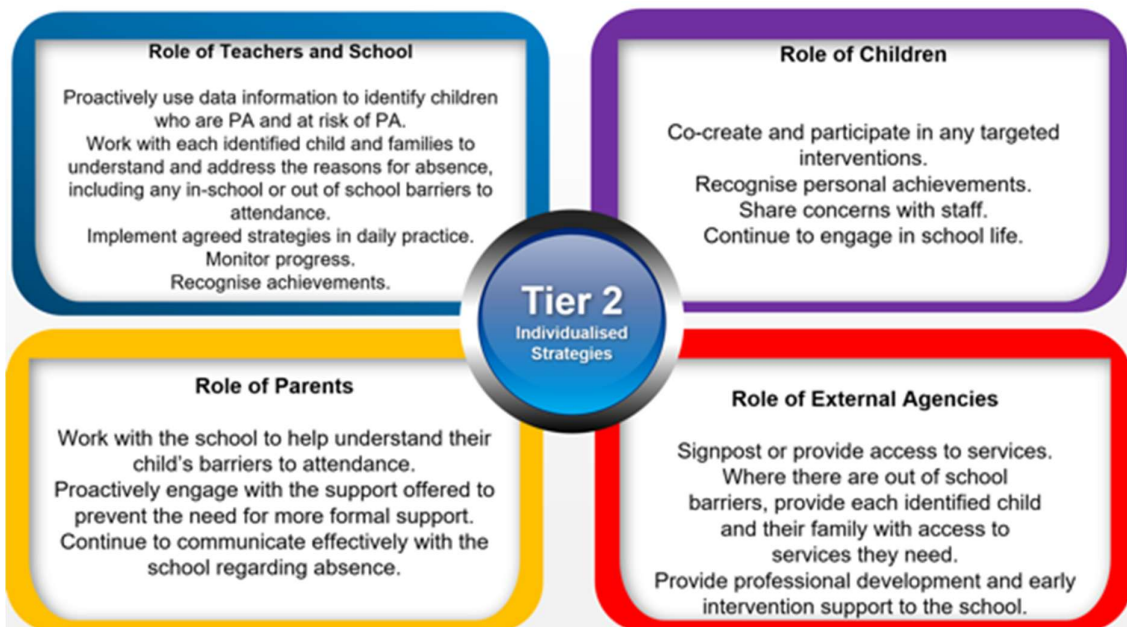 Role of Teachers and School
Proactively use data information to identify children
who are PA and at risk of PA.
Work with each identified child and families to
understand and address the reasons for absence,
including any in-school or out of school barriers to
attendance.
Implement agreed strategies in daily practice.
Monitor progress.
Recognise achievements.
Role of Children
Co-create and participate in any targeted
interventions.
Recognise personal achievements.
Share concerns with staff.
Continue to engage in school life.
Tier 2
Individualised
Strategies
Role of Parents
Work with the school to help understand their
child's barriers to attendance.
Proactively engage with the support offered to
prevent the need for more formal support.
Continue to communicate effectively with the
school regarding absence.
Role of External Agencies
Signpost or provide access to services.
Where there are out of school
barriers, provide each identified child
and their family with access to
services they need.
Provide professional development and early
intervention support to the school.